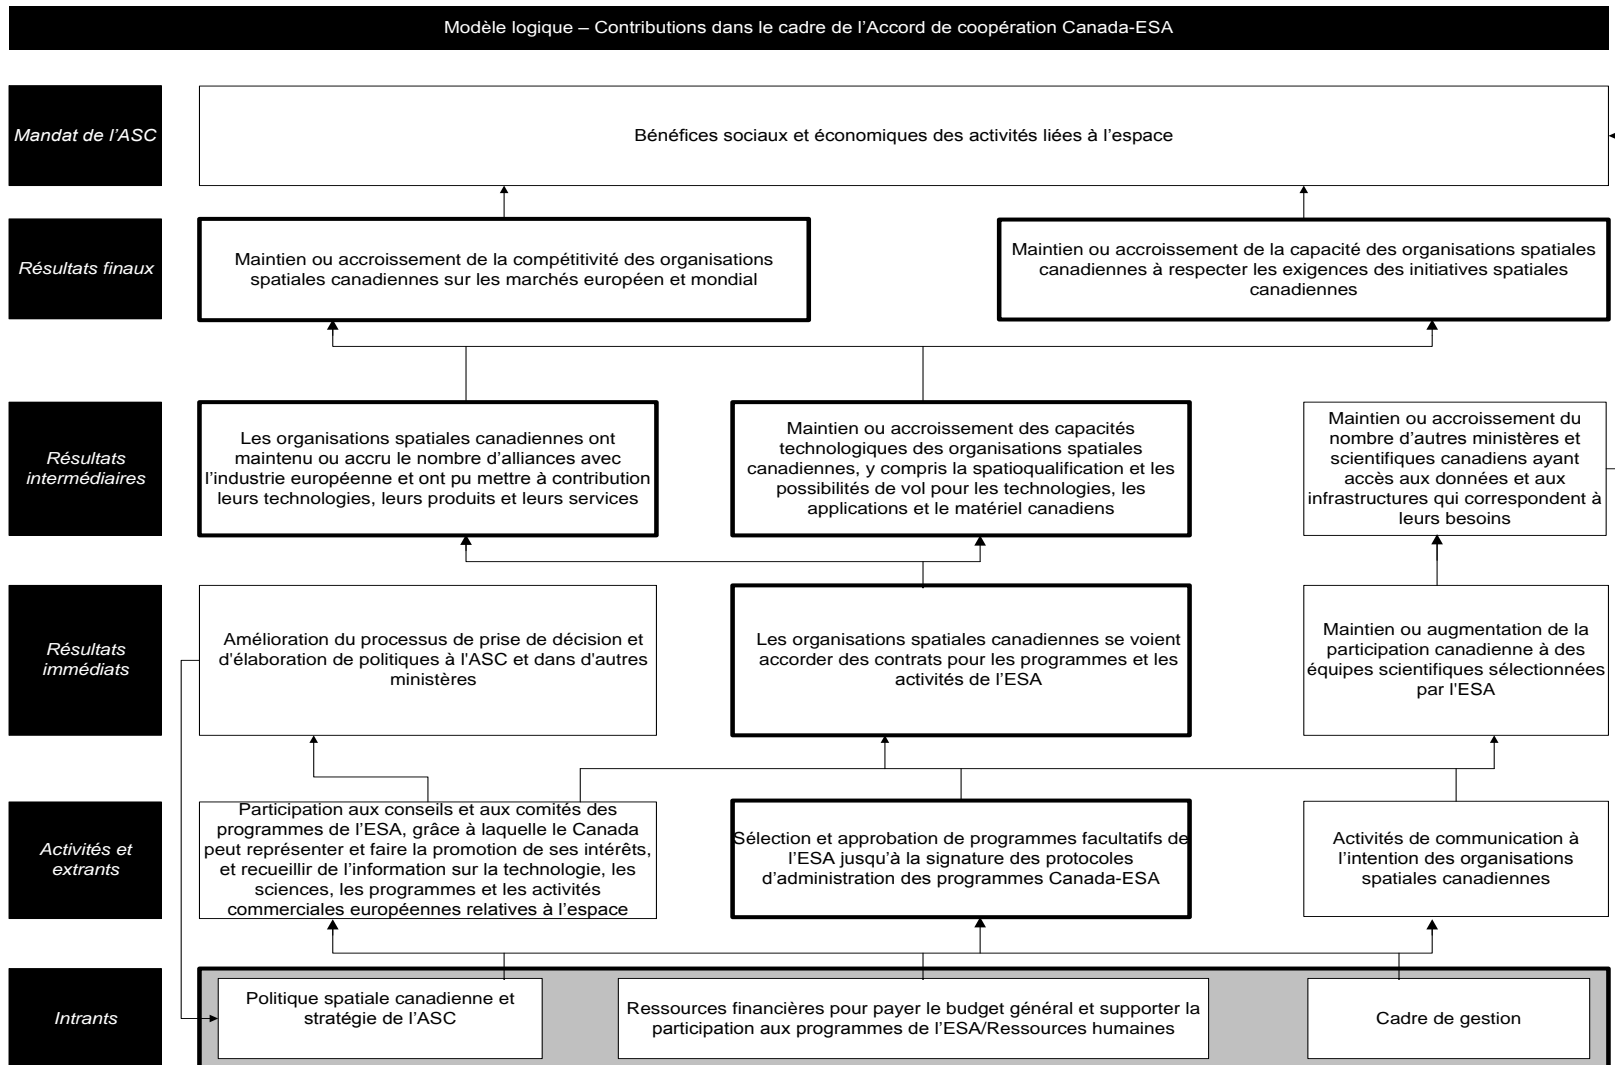 Modèle logique – Contributions dans le cadre de l’Accord de coopération Canada-ESA
Mandat de l’ASC
Bénéfices sociaux et économiques des activités liées à l’espace
Résultats finaux
Maintien ou accroissement de la compétitivité des organisations
spatiales canadiennes sur les marchés européen et mondial
Maintien ou accroissement de la capacité des organisations spatiales
canadiennes à respecter les exigences des initiatives spatiales
canadiennes
Résultats
intermédiaires
Les organisations spatiales canadiennes ont
maintenu ou accru le nombre d’alliances avec
l’industrie européenne et ont pu mettre à contribution
leurs technologies, leurs produits et leurs services
Maintien ou accroissement des capacités
technologiques des organisations spatiales
canadiennes, y compris la spatioqualification et les
possibilités de vol pour les technologies, les
applications et le matériel canadiens
Maintien ou accroissement du
nombre d’autres ministères et
scientifiques canadiens ayant
accès aux données et aux
infrastructures qui correspondent à
leurs besoins
Résultats
immédiats
Amélioration du processus de prise de décision et
d'élaboration de politiques à l'ASC et dans d'autres
ministères
Les organisations spatiales canadiennes se voient
accorder des contrats pour les programmes et les
activités de l’ESA
Maintien ou augmentation de la
participation canadienne à des
équipes scientifiques sélectionnées
par l’ESA
Activités et
extrants
Participation aux conseils et aux comités des
programmes de l’ESA, grâce à laquelle le Canada
peut représenter et faire la promotion de ses intérêts,
et recueillir de l’information sur la technologie, les
sciences, les programmes et les activités
commerciales européennes relatives à l’espace
Sélection et approbation de programmes facultatifs de
l’ESA jusqu’à la signature des protocoles
d’administration des programmes Canada-ESA
Activités de communication à
l’intention des organisations
spatiales canadiennes
Intrants
Politique spatiale canadienne et
stratégie de l’ASC
Ressources financières pour payer le budget général et supporter la
participation aux programmes de l’ESA/Ressources humaines
Cadre de gestion